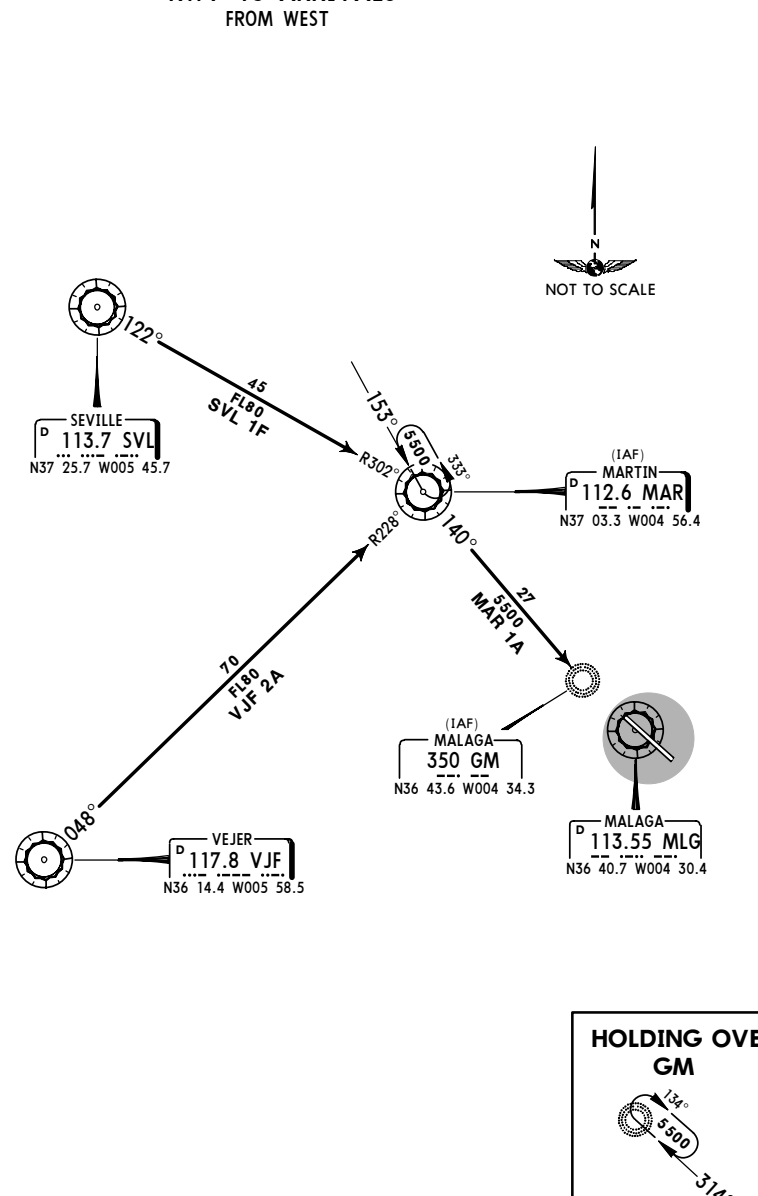 FROM WEST
N
NOT TO SCALE
122°
45
FL80
SVL 1F
SEVILLE
D 113.7 SVL
N37 25.7 W005 45.7
153°
5500
333°
R302°
R228°
(IAF)
MARTIN
D 112.6 MAR
N37 03.3 W004 56.4
140°
27
5500
MAR 1A
70
FL80
VJF 2A
(IAF)
MALAGA
350 GM
N36 43.6 W004 34.3
MALAGA
D 113.55 MLG
N36 40.7 W004 30.4
048°
VEJER
D 117.8 VJF
N36 14.4 W005 58.5
HOLDING OVE
GM
134°
5500
314°